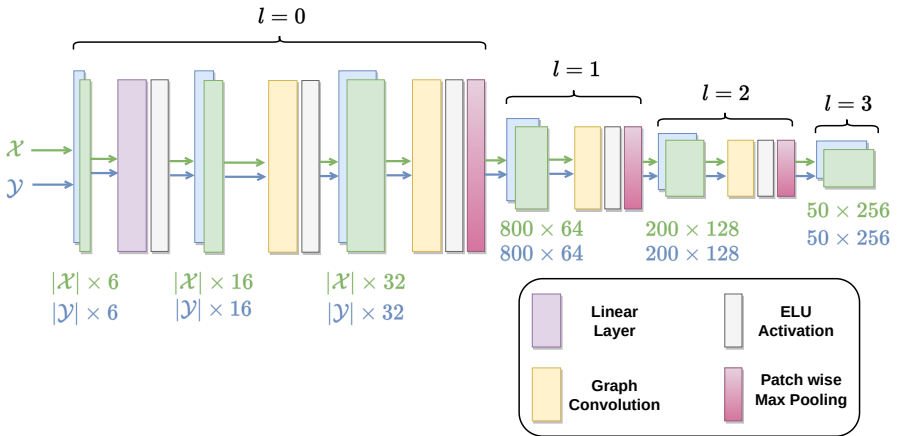 l = 0
l = 1
l = 2
l = 3
𝒳
𝒴
|𝒳| × 6
|𝒴| × 6
|𝒳| × 16
|𝒴| × 16
|𝒳| × 32
|𝒴| × 32
800 × 64
800 × 64
200 × 128
200 × 128
50 × 256
50 × 256
Linear
Layer
ELU
Activation
Graph
Convolution
Patch wise
Max Pooling